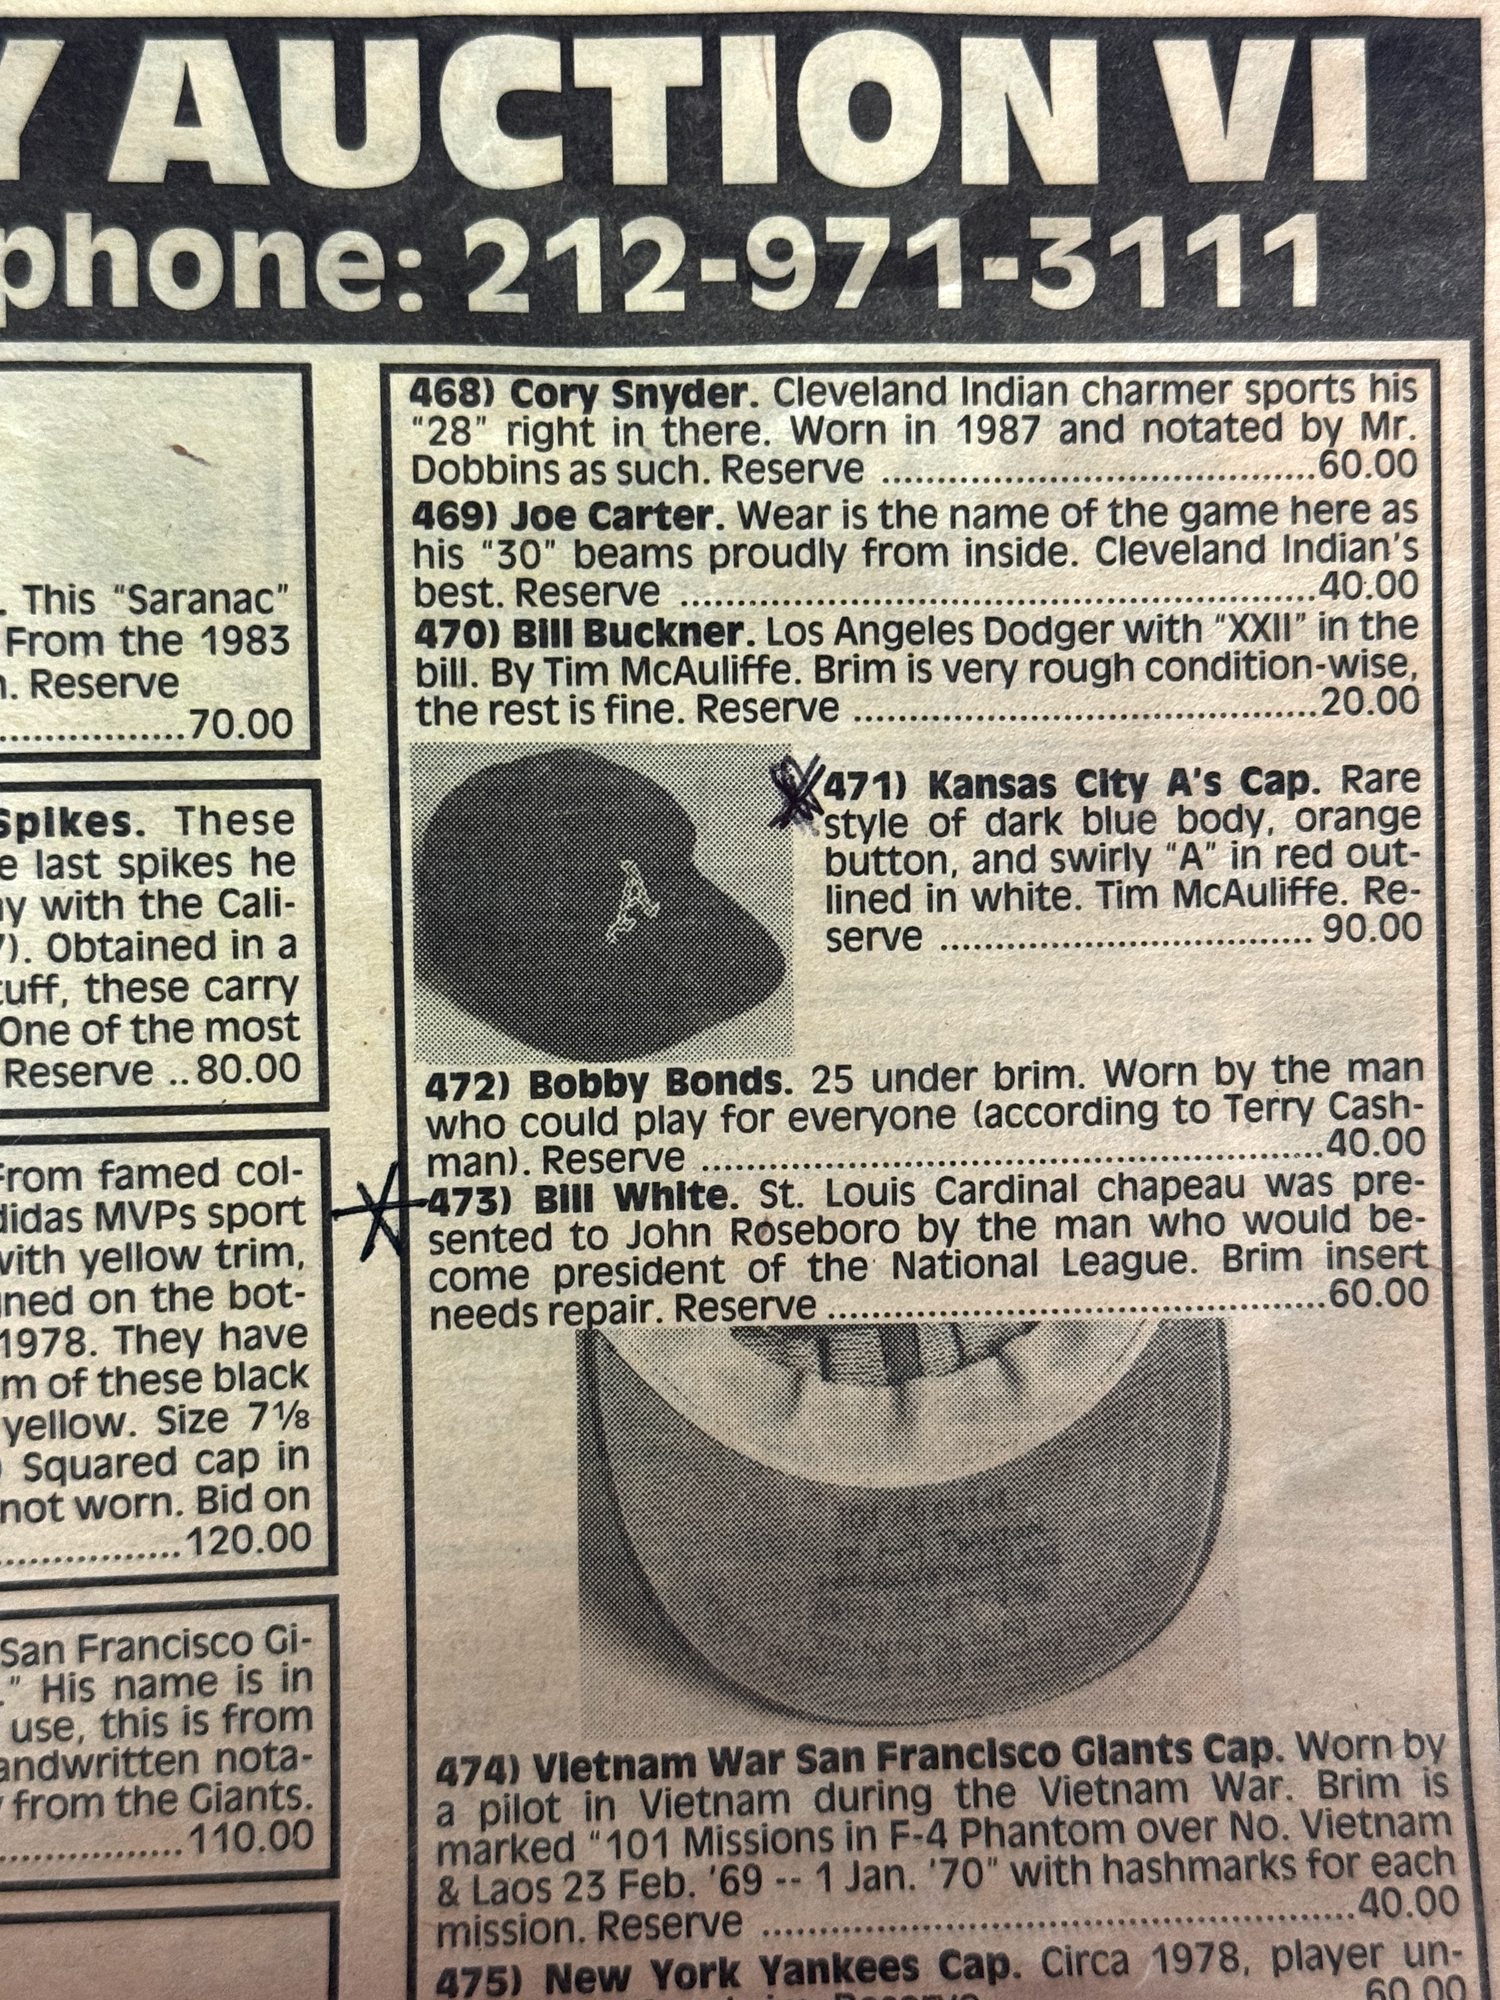 Y AUCTION VI
phone: 212-971-3111
. This “Saranac”
From the 1983
. Reserve
..................70.00
Spikes. These
e last spikes he
y with the Cali-
). Obtained in a
tuff, these carry
One of the most
Reserve ..80.00
From famed col-
didas MVPs sport
with yellow trim,
ned on the bot-
1978. They have
m of these black
yellow. Size 7⅛
) Squared cap in
not worn. Bid on
.................120.00
San Francisco Gi-
.” His name is in
use, this is from
andwritten nota-
from the Giants.
.................110.00
468) Cory Snyder. Cleveland Indian charmer sports his
“28” right in there. Worn in 1987 and notated by Mr.
Dobbins as such. Reserve ........................................60.00
469) Joe Carter. Wear is the name of the game here as
his “30” beams proudly from inside. Cleveland Indian’s
best. Reserve ..........................................................40.00
470) Bill Buckner. Los Angeles Dodger with “XXII” in the
bill. By Tim McAuliffe. Brim is very rough condition-wise,
the rest is fine. Reserve ..........................................20.00
A
471) Kansas City A’s Cap. Rare
style of dark blue body, orange
button, and swirly “A” in red out-
lined in white. Tim McAuliffe. Re-
serve .................................. 90.00
472) Bobby Bonds. 25 under brim. Worn by the man
who could play for everyone (according to Terry Cash-
man). Reserve .........................................................40.00
473) Bill White. St. Louis Cardinal chapeau was pre-
sented to John Roseboro by the man who would be-
come president of the National League. Brim insert
needs repair. Reserve .............................................60.00
474) Vietnam War San Francisco Giants Cap. Worn by
a pilot in Vietnam during the Vietnam War. Brim is
marked “101 Missions in F-4 Phantom over No. Vietnam
& Laos 23 Feb. ’69 -- 1 Jan. ’70” with hashmarks for each
mission. Reserve ......................................................40.00
475) New York Yankees Cap. Circa 1978, player un-
Reserve 60.00